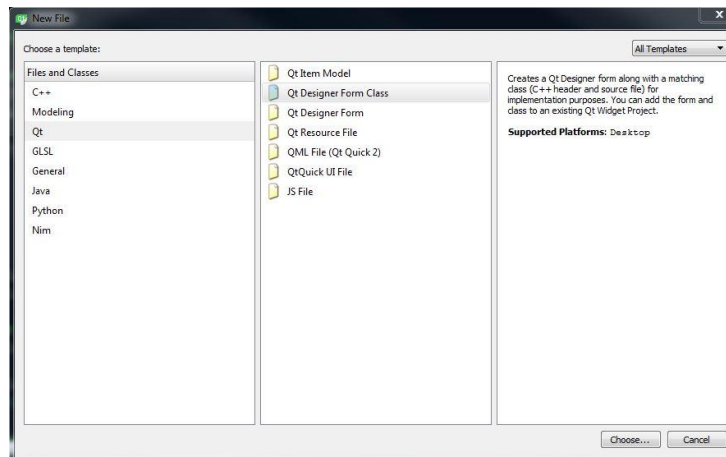 New File
Choose a template:
All Templates
Files and Classes
C++
Modeling
Qt
GLSL
General
Java
Python
Nim
Qt Item Model
Qt Designer Form Class
Qt Designer Form
Qt Resource File
QML File (Qt Quick 2)
QtQuick UI File
JS File
Creates a Qt Designer form along with a matching
class (C++ header and source file) for
implementation purposes. You can add the form and
class to an existing Qt Widget Project.
Supported Platforms: Desktop
Choose...
Cancel